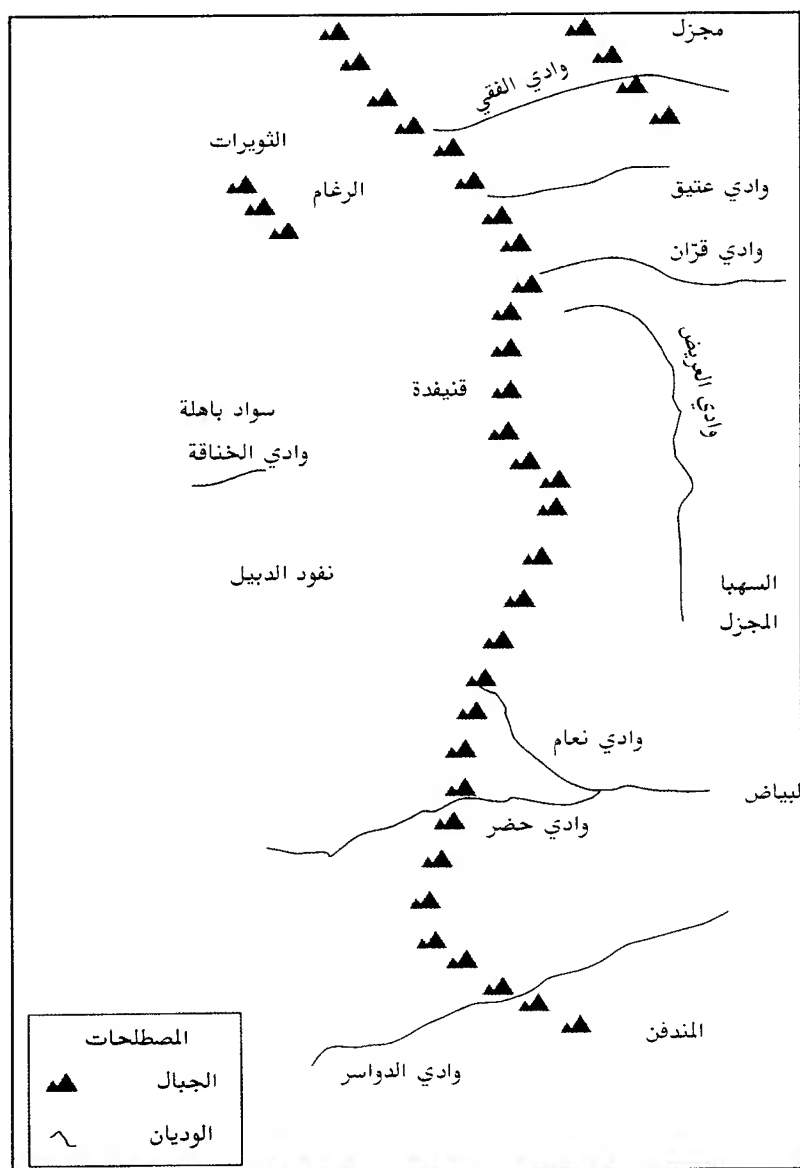 مجزل
وادي الفقي
الثويرات
الرغام
وادي عتيق
وادي قرّان
وادي العريض
قنيفدة
سواد باهلة
وادي الخناقة
نفود الدبيل
السهبا
المجزل
وادي نعام
البياض
وادي حضر
المندفن
وادي الدواسر
المصطلحات
الجبال
الوديان